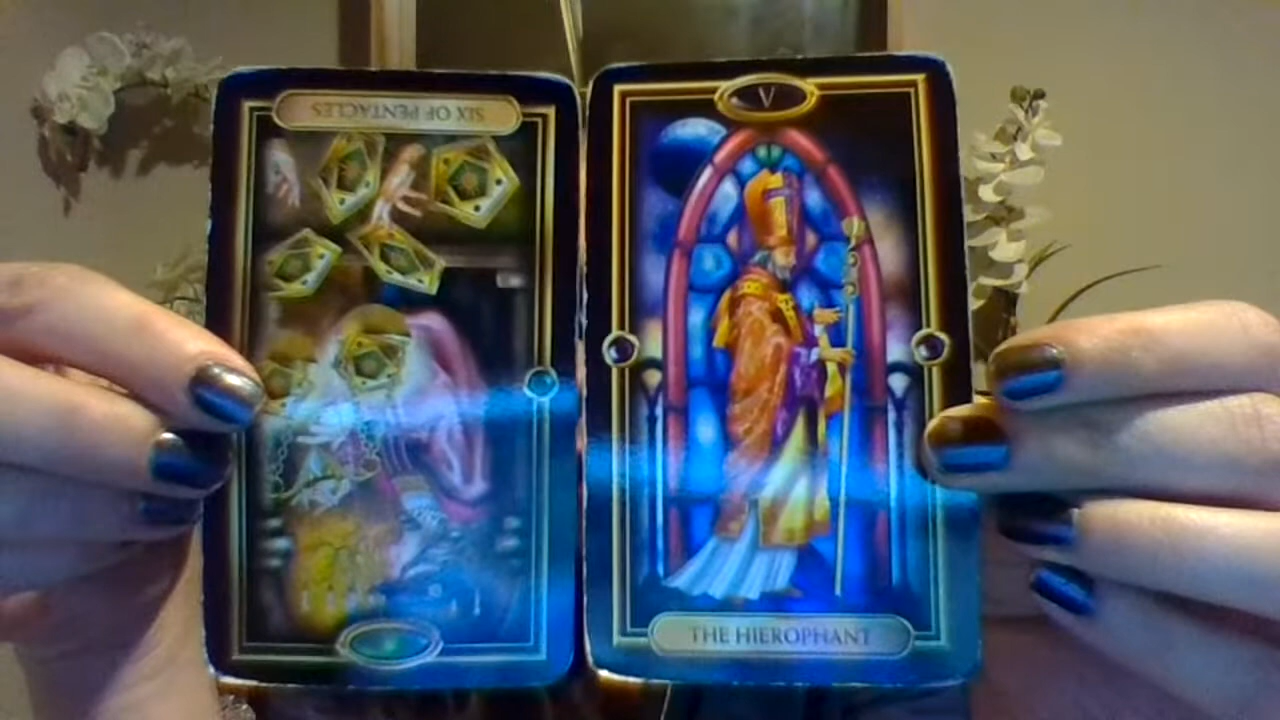 SIX OF PENTACLES
V
THE HIEROPHANT